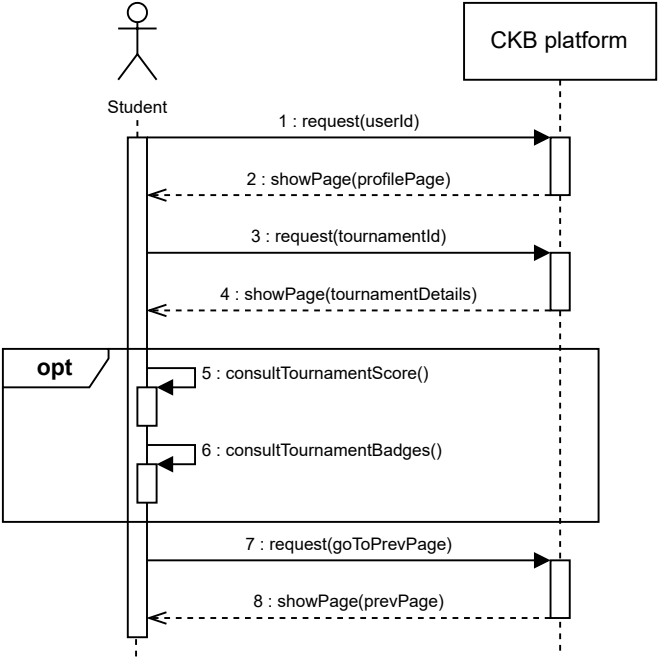 CKB platform
Student
1 : request(userId)
2 : showPage(profilePage)
3 : request(tournamentId)
4 : showPage(tournamentDetails)
opt
5 : consultTournamentScore()
6 : consultTournamentBadges()
7 : request(goToPrevPage)
8 : showPage(prevPage)